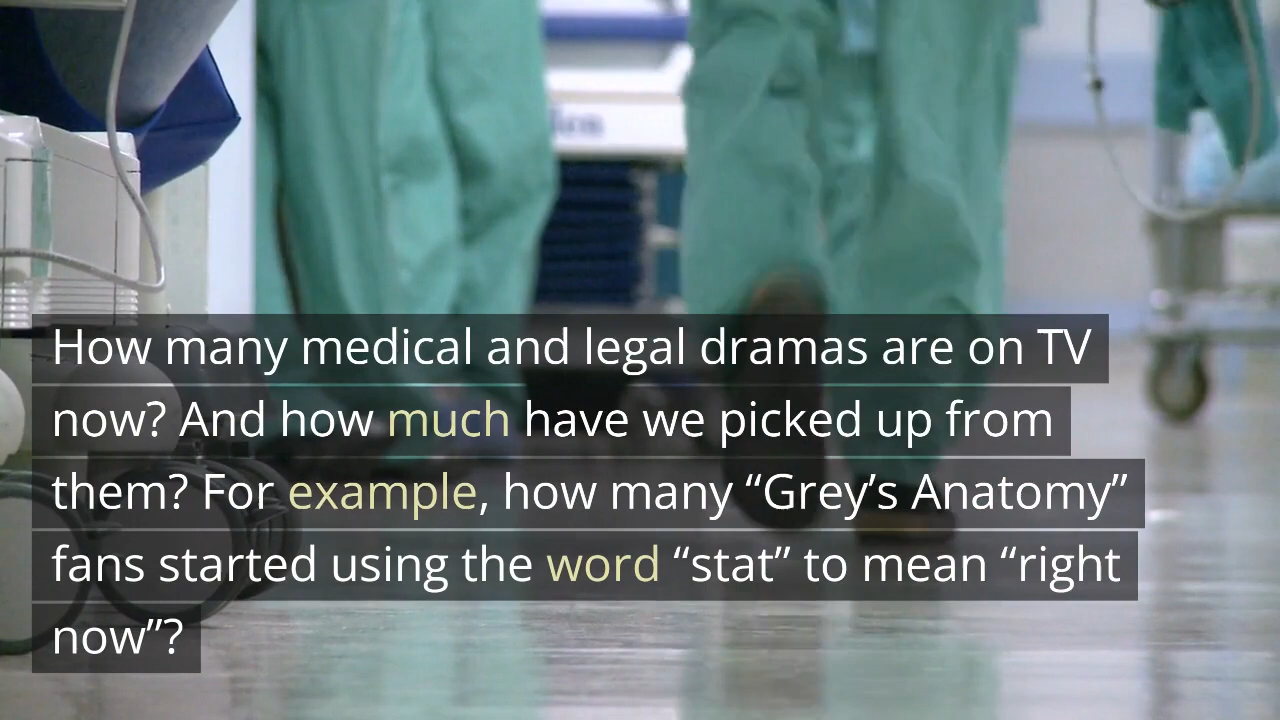 How many medical and legal dramas are on TV
now? And how much have we picked up from
them? For example, how many “Grey’s Anatomy”
fans started using the word “stat” to mean “right
now”?